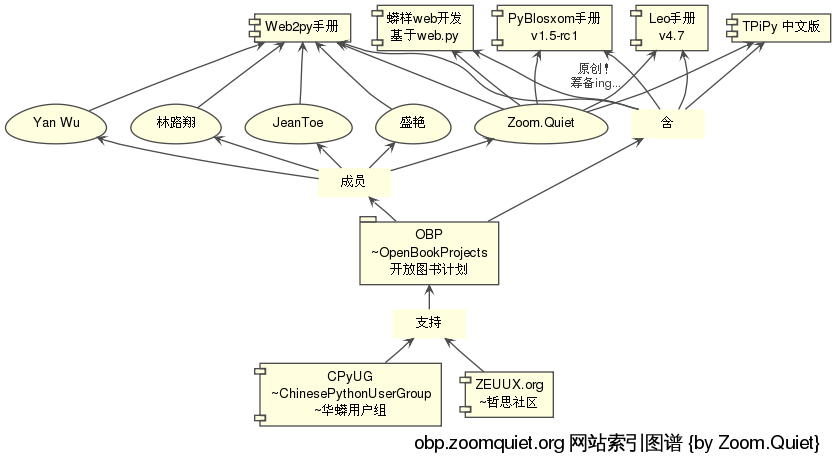 Web2py手册
蟒样web开发
基于web.py
PyBlosxom手册
v1.5-rc1
Leo手册
v4.7
TPiPy 中文版
原创！
筹备ing...
Yan Wu
林路翔
JeanToe
盛艳
Zoom.Quiet
含
成员
OBP
~OpenBookProjects
开放图书计划
支持
CPyUG
~ChinesePythonUserGroup
~华蟒用户组
ZEUUX.org
~哲思社区
obp.zoomquiet.org 网站索引图谱 {by Zoom.Quiet}